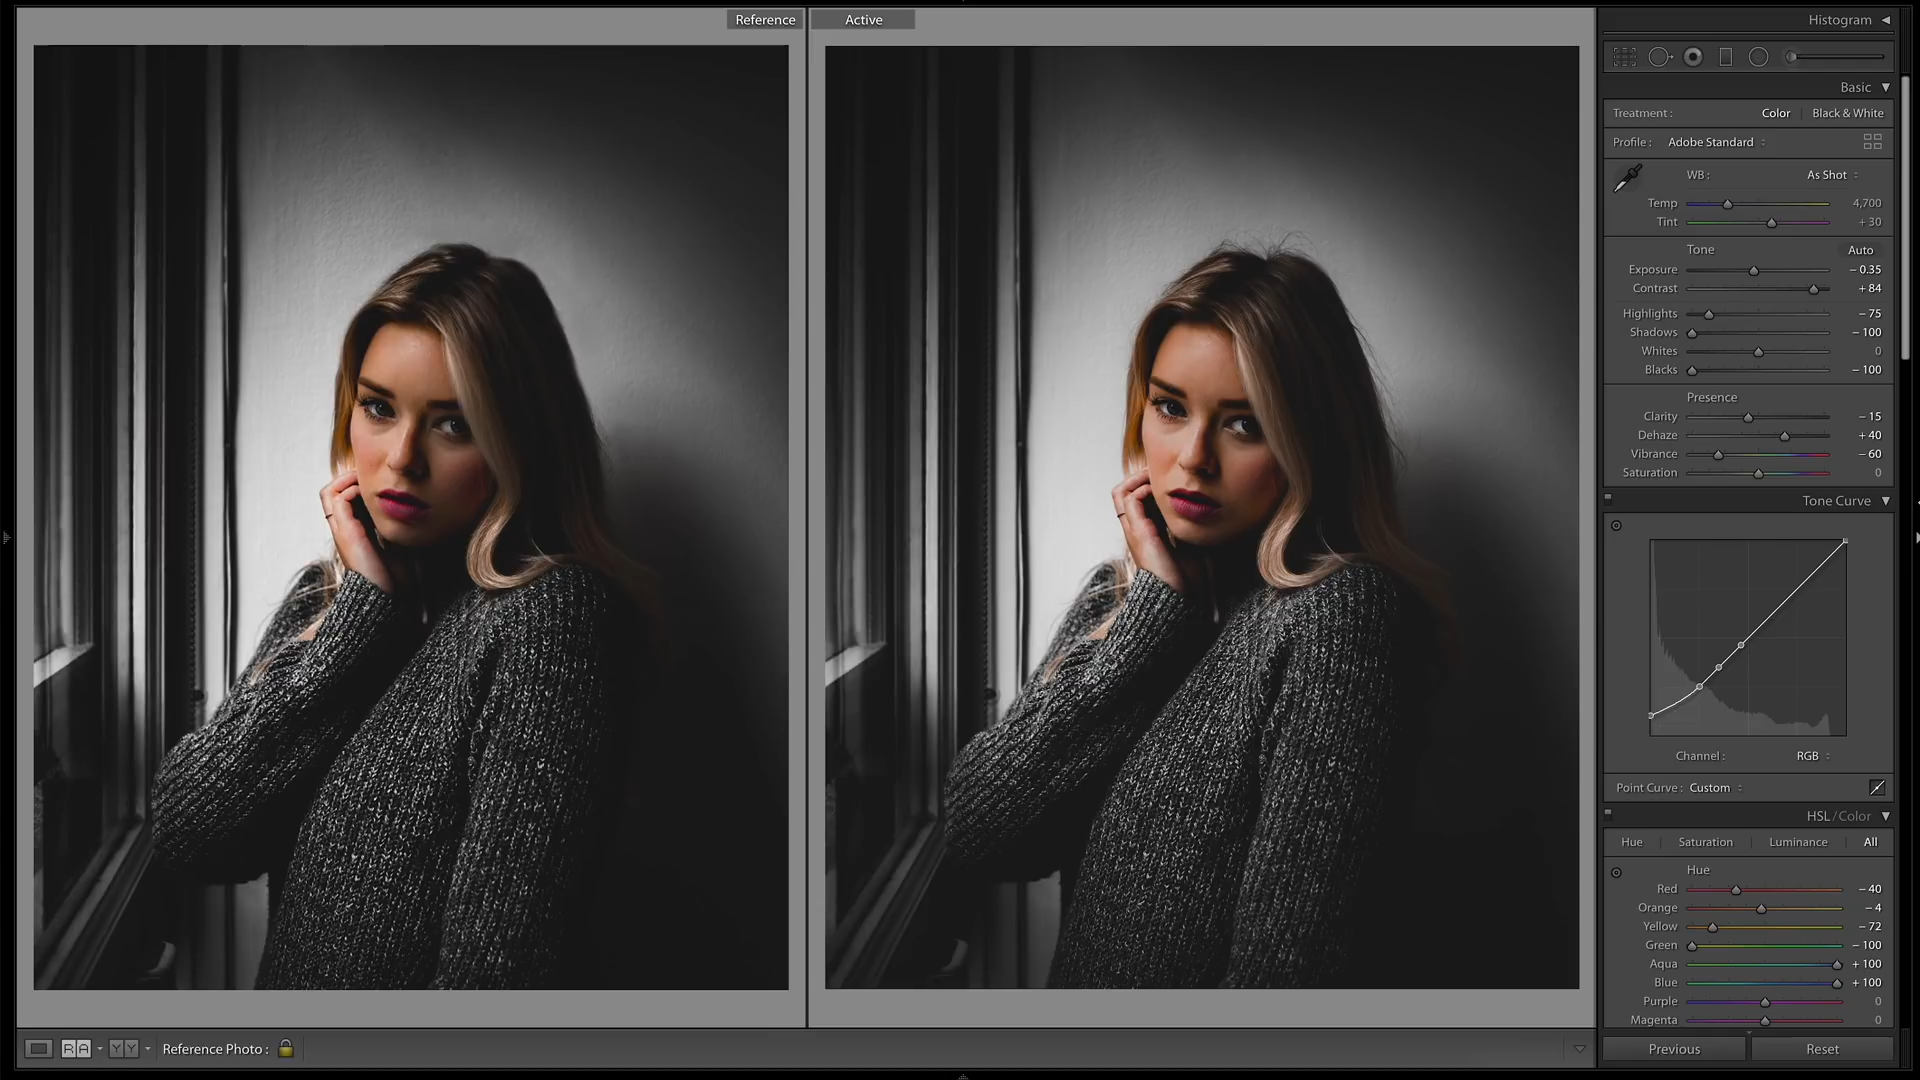 Reference
Active
Histogram
Basic
Treatment : Color Black & White
Profile : Adobe Standard
WB : As Shot
Temp 4,700
Tint + 30
Tone Auto
Exposure − 0.35
Contrast + 84
Highlights − 75
Shadows − 100
Whites 0
Blacks − 100
Presence
Clarity − 15
Dehaze + 40
Vibrance − 60
Saturation 0
Tone Curve
Channel : RGB
Point Curve : Custom
HSL / Color
Hue Saturation Luminance All
Hue
Red − 40
Orange − 4
Yellow − 72
Green − 100
Aqua + 100
Blue + 100
Purple 0
Magenta 0
R A Y Y Reference Photo :
Previous Reset